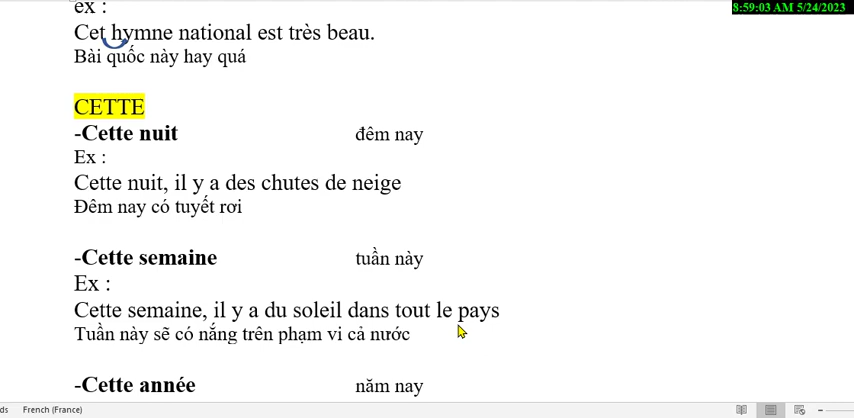 8:59:03 AM 5/24/2023
ex :
Cet hymne national est très beau.
Bài quốc này hay quá
CETTE
-Cette nuit đêm nay
Ex :
Cette nuit, il y a des chutes de neige
Đêm nay có tuyết rơi
-Cette semaine tuần này
Ex :
Cette semaine, il y a du soleil dans tout le pays
Tuần này sẽ có nắng trên phạm vi cả nước
-Cette année năm nay
ds French (France)